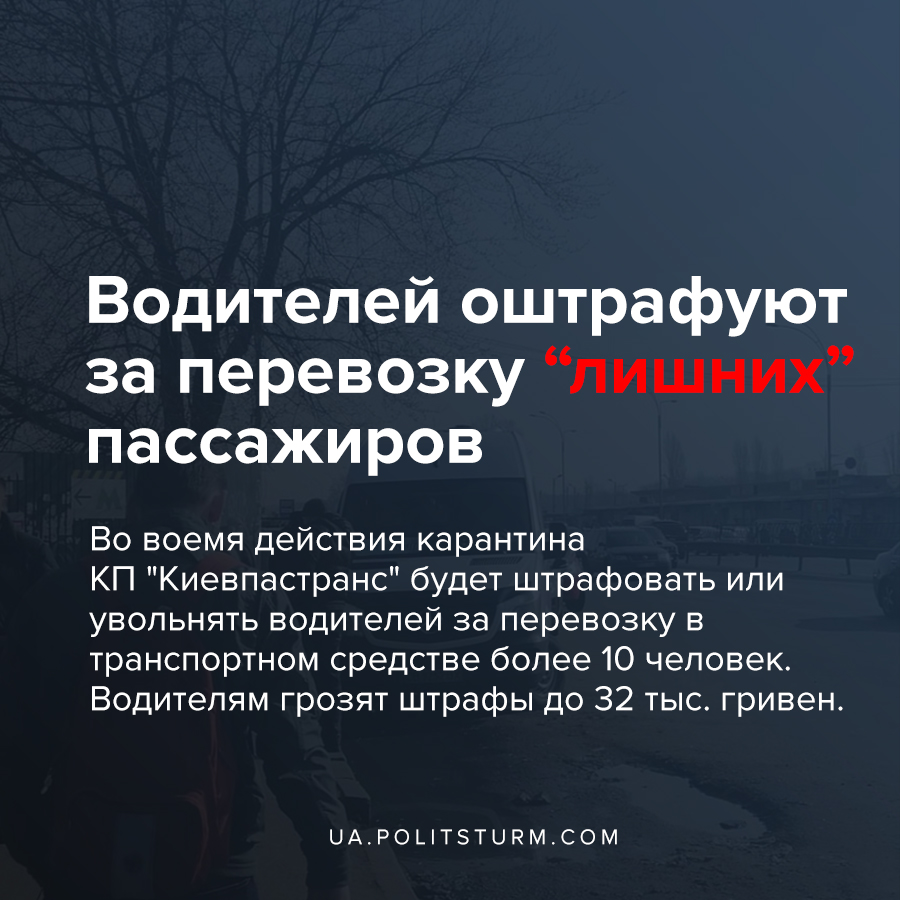 Водителей оштрафуют
за перевозку “лишних”
пассажиров
Во воемя действия карантина
КП "Киевпастранс" будет штрафовать или
увольнять водителей за перевозку в
транспортном средстве более 10 человек.
Водителям грозят штрафы до 32 тыс. гривен.
UA.POLITSTURM.COM